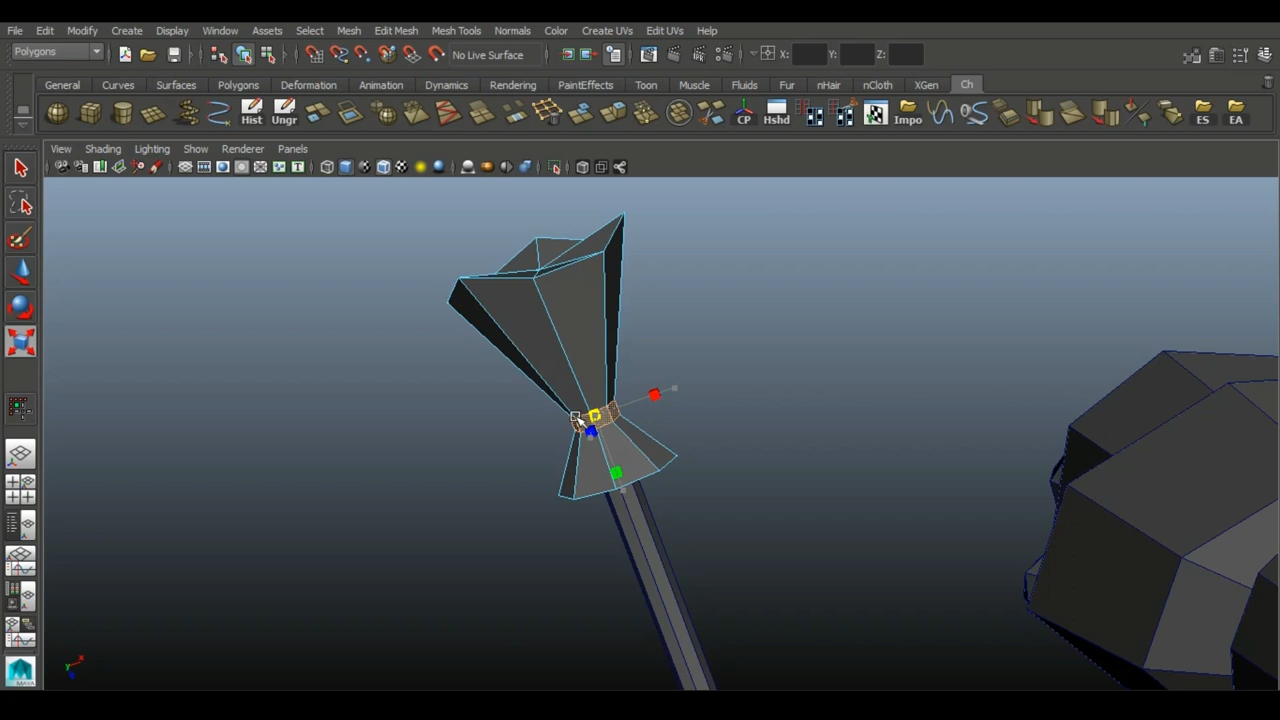 File Edit Modify Create Display Window Assets Select Mesh Edit Mesh Mesh Tools Normals Color Create UVs Edit UVs Help
Polygons No Live Surface X: Y: Z:
General Curves Surfaces Polygons Deformation Animation Dynamics Rendering PaintEffects Toon Muscle Fluids Fur nHair nCloth XGen Ch
Hist Ungr CP Hshd Impo ES EA
View Shading Lighting Show Renderer Panels
y x
z
MAYA